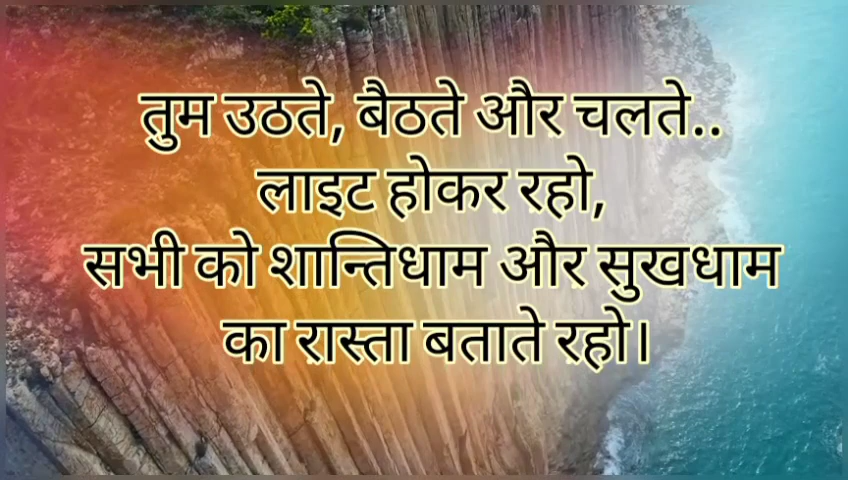 तुम उठते, बैठते और चलते..
लाइट होकर रहो,
सभी को शान्तिधाम और सुखधाम
का रास्ता बताते रहो।